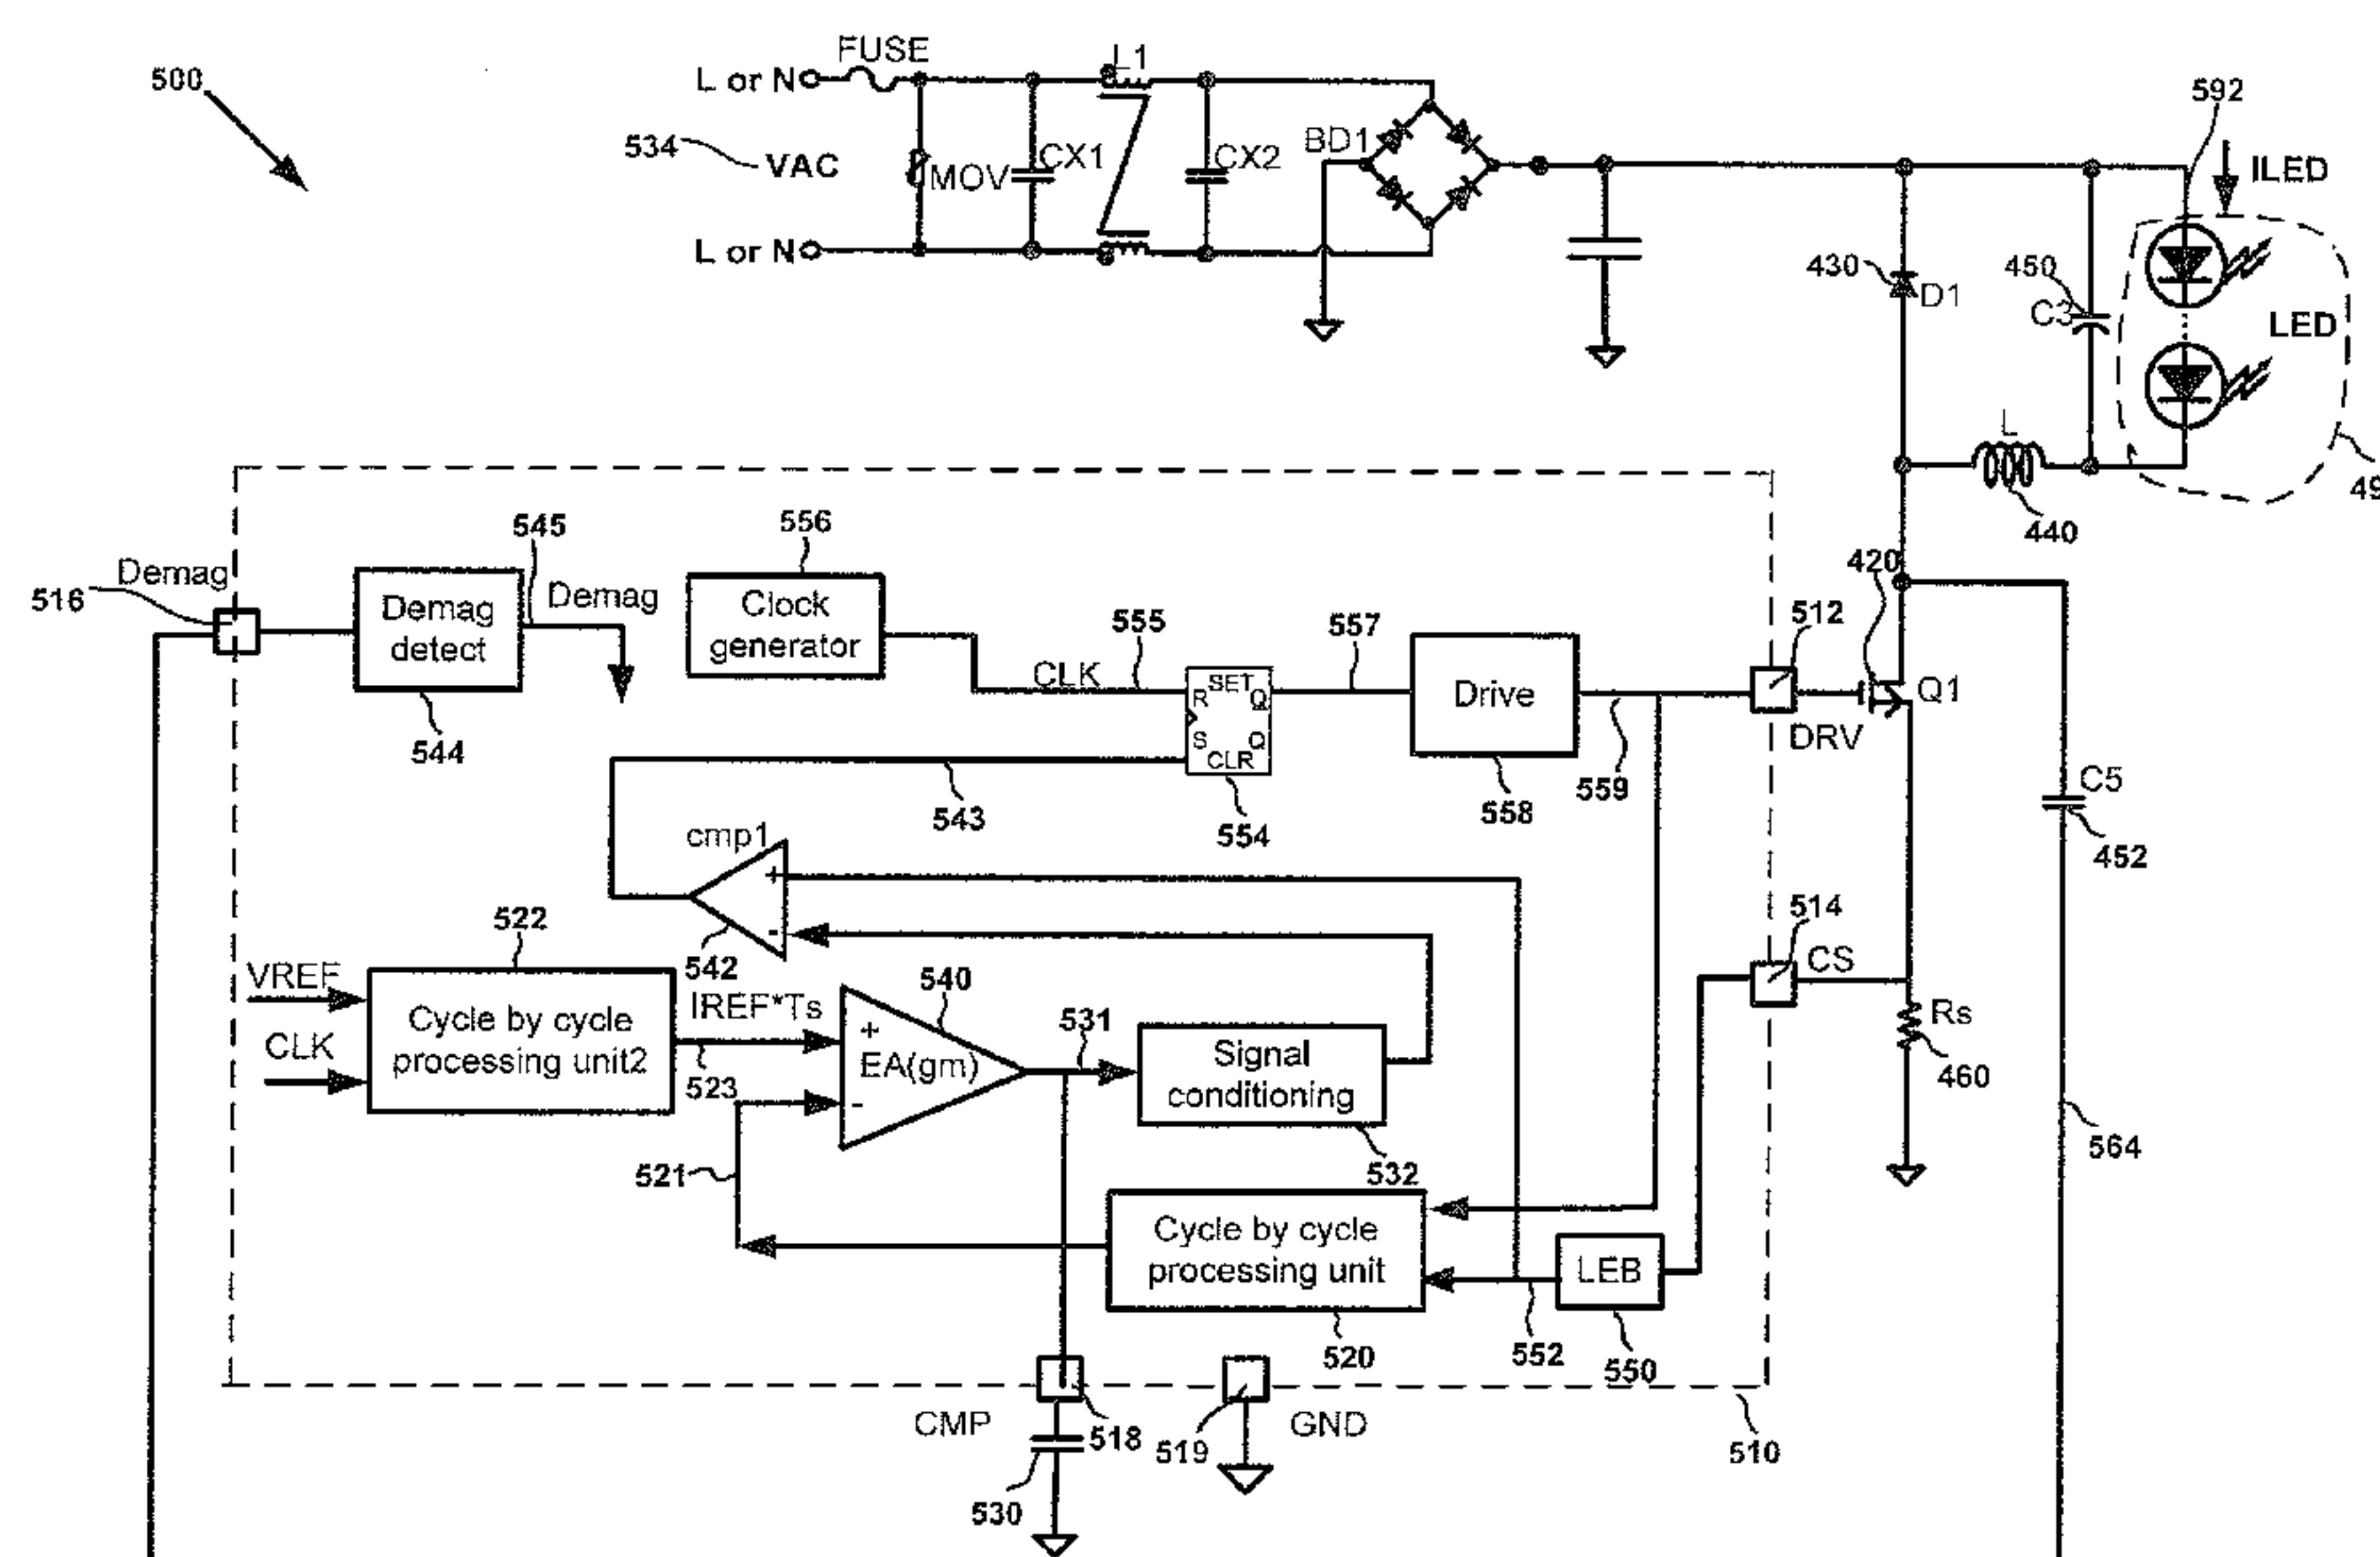 FUSE
L1
500
L or N
592
534
VAC
MOV
CX1
CX2
BD1
ILED
L or N
430
D1
450
C3
LED
L
49
440
545
556
Demag
516
Demag
detect
Demag
Clock
generator
544
555
CLK
557
512
420
R
SET
Q
S
Q
CLR
Drive
Q1
DRV
543
554
558
559
C5
452
cmp1
+
-
542
522
514
CS
VREF
CLK
Cycle by cycle
processing unit2
IREF*Ts
540
523
+
EA(gm)
-
531
Signal
conditioning
532
Rs
460
564
521
Cycle by cycle
processing unit
LEB
520
552
550
CMP
518
519
GND
510
530